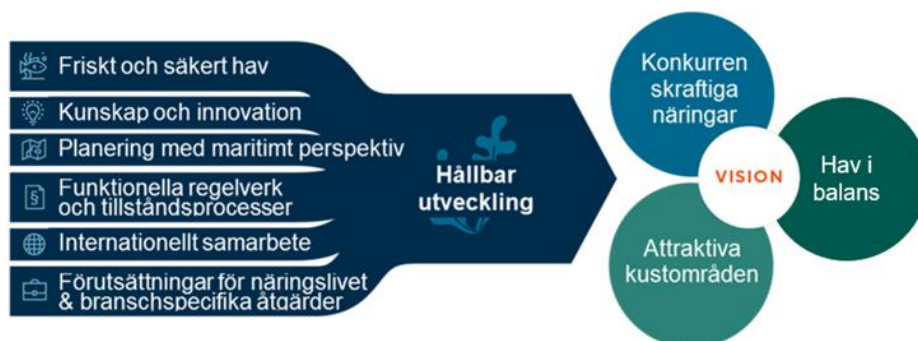 Friskt och säkert hav
Kunskap och innovation
Planering med maritimt perspektiv
Funktionella regelverk
och tillståndsprocesser
Internationellt samarbete
Förutsättningar för näringslivet
& branschspecifika åtgärder
Hållbar
utveckling
Konkurren
skraftiga
näringar
VISION
Hav i
balans
Attraktiva
kustområden